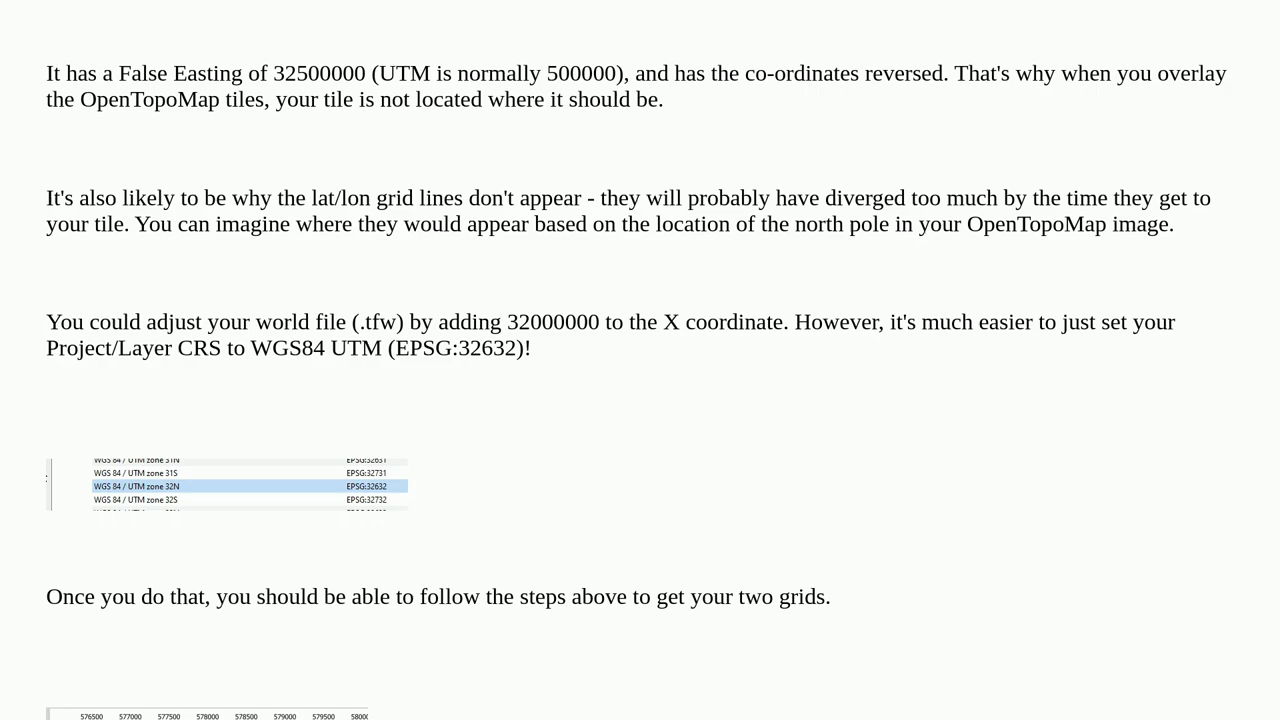 It has a False Easting of 32500000 (UTM is normally 500000), and has the co-ordinates reversed. That's why when you overlay
the OpenTopoMap tiles, your tile is not located where it should be.
It's also likely to be why the lat/lon grid lines don't appear - they will probably have diverged too much by the time they get to
your tile. You can imagine where they would appear based on the location of the north pole in your OpenTopoMap image.
You could adjust your world file (.tfw) by adding 32000000 to the X coordinate. However, it's much easier to just set your
Project/Layer CRS to WGS84 UTM (EPSG:32632)!
WGS 84 / UTM zone 31N EPSG:32631
WGS 84 / UTM zone 31S EPSG:32731
WGS 84 / UTM zone 32N EPSG:32632
WGS 84 / UTM zone 32S EPSG:32732
Once you do that, you should be able to follow the steps above to get your two grids.
576500 577000 577500 578000 578500 579000 579500